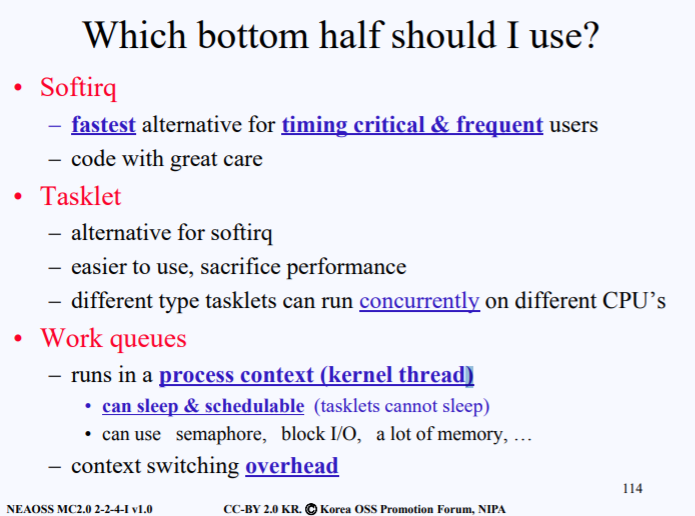 Which bottom half should I use?
• Softirq
– fastest alternative for timing critical & frequent users
– code with great care
• Tasklet
– alternative for softirq
– easier to use, sacrifice performance
– different type tasklets can run concurrently on different CPU’s
• Work queues
– runs in a process context (kernel thread)
• can sleep & schedulable (tasklets cannot sleep)
• can use semaphore, block I/O, a lot of memory, …
– context switching overhead
114
NEAOSS MC2.0 2-2-4-I v1.0 CC-BY 2.0 KR. © Korea OSS Promotion Forum, NIPA